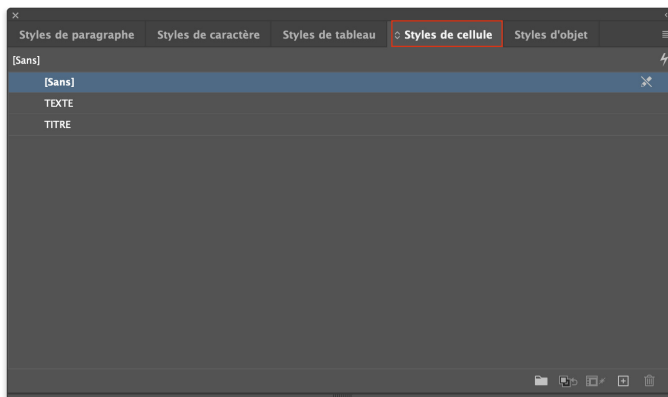 Styles de paragraphe Styles de caractère Styles de tableau Styles de cellule Styles d'objet
[Sans]
[Sans]
TEXTE
TITRE